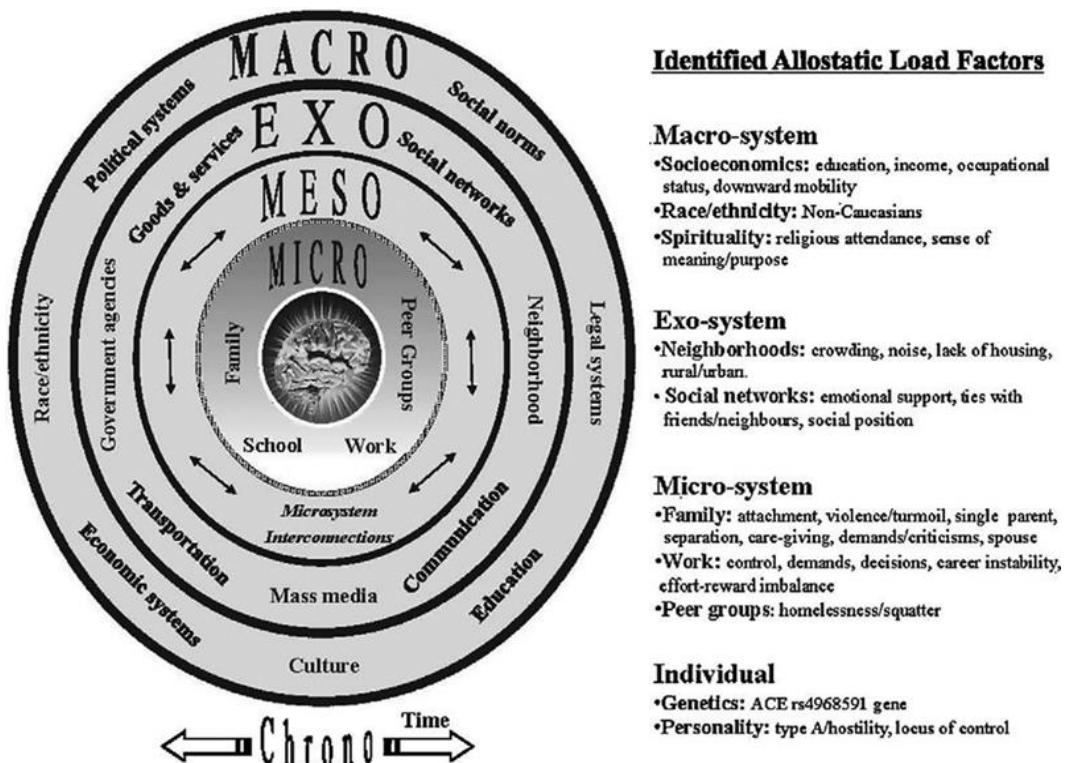 MACRO
Political systems
Social norms
Race/ethnicity
Legal systems
Economic systems
Education
Culture
EXO
Goods & services
Social networks
Government agencies
Neighborhood
Transportation
Communication
Mass media
MESO
Microsystem
Interconnections
MICRO
Family
Peer Groups
School
Work
Chrono
Time
Identified Allostatic Load Factors
.Macro-system
•Socioeconomics: education, income, occupational
status, downward mobility
•Race/ethnicity: Non-Caucasians
•Spirituality: religious attendance, sense of
meaning/purpose
Exo-system
•Neighborhoods: crowding, noise, lack of housing,
rural/urban.
• Social networks: emotional support, ties with
friends/neighbours, social position
Micro-system
•Family: attachment, violence/turmoil, single parent,
separation, care-giving, demands/criticisms, spouse
•Work: control, demands, decisions, career instability,
effort-reward imbalance
•Peer groups: homelessness/squatter
Individual
•Genetics: ACE rs4968591 gene
•Personality: type A/hostility, locus of control